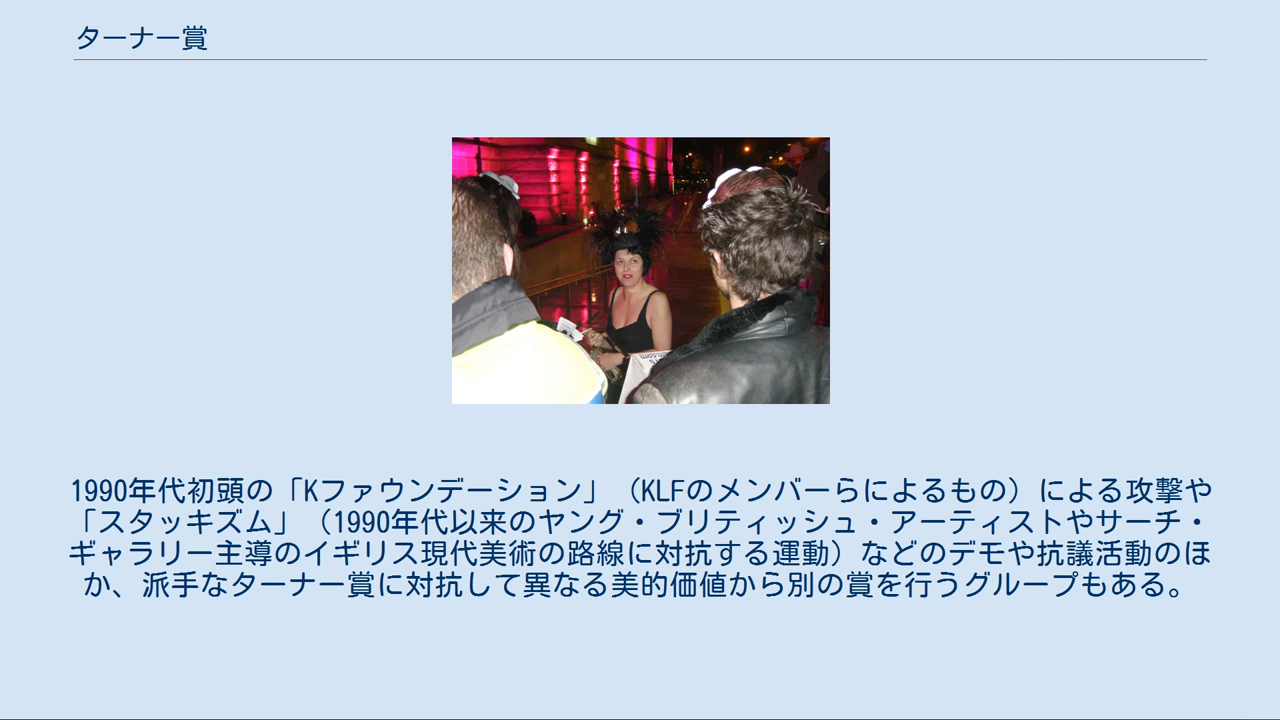 ターナー賞
1990年代初頭の「Kファウンデーション」（KLFのメンバーらによるもの）による攻撃や
「スタッキズム」（1990年代以来のヤング・ブリティッシュ・アーティストやサーチ・
ギャラリー主導のイギリス現代美術の路線に対抗する運動）などのデモや抗議活動のほ
か、派手なターナー賞に対抗して異なる美的価値から別の賞を行うグループもある。